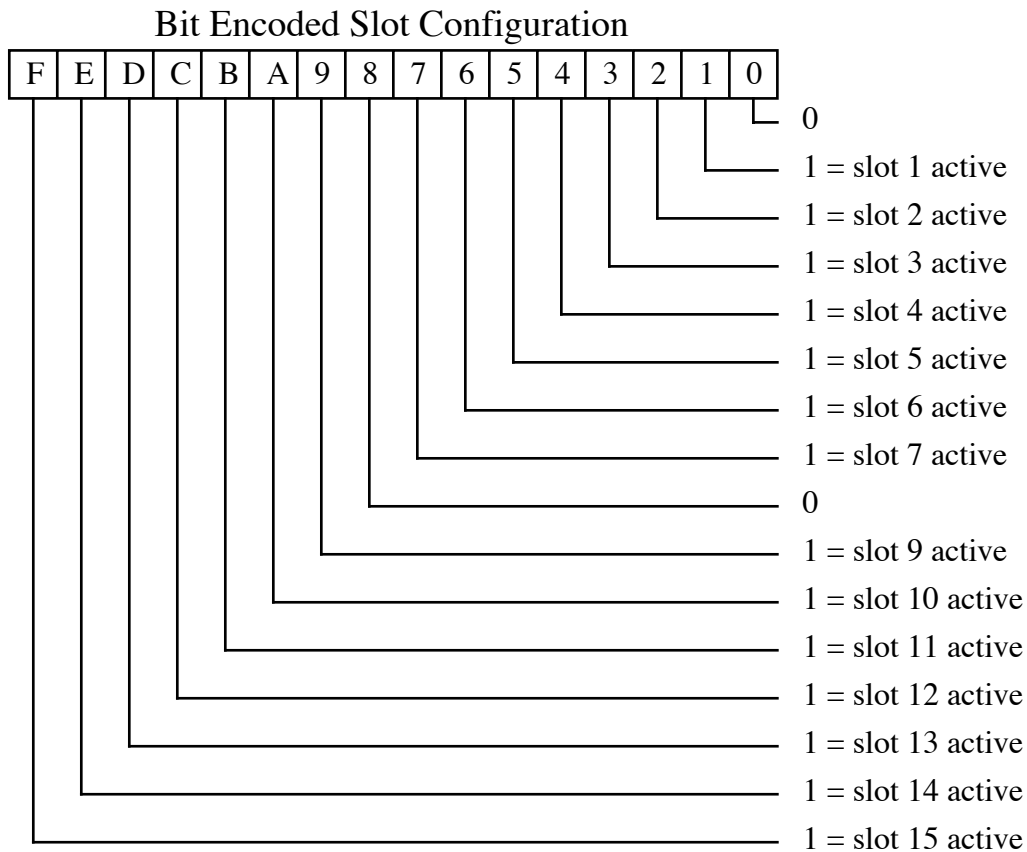 Bit Encoded Slot Configuration
F E D C B A 9 8 7 6 5 4 3 2 1 0
0
1 = slot 1 active
1 = slot 2 active
1 = slot 3 active
1 = slot 4 active
1 = slot 5 active
1 = slot 6 active
1 = slot 7 active
0
1 = slot 9 active
1 = slot 10 active
1 = slot 11 active
1 = slot 12 active
1 = slot 13 active
1 = slot 14 active
1 = slot 15 active